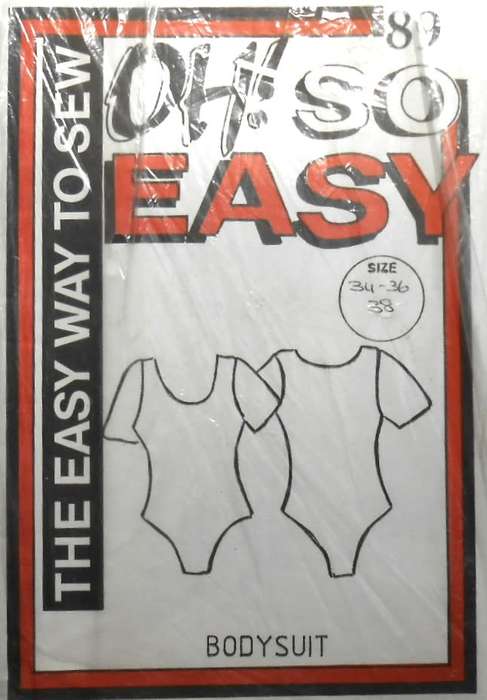 89
OH! SO
EASY
THE EASY WAY TO SEW
SIZE
34-36
38
BODYSUIT